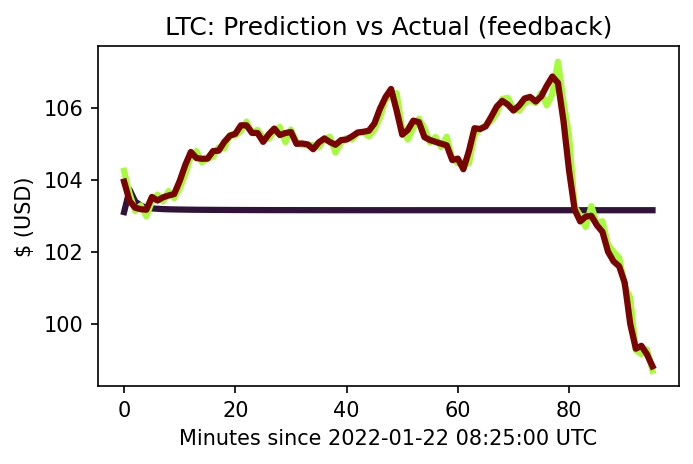 LTC: Prediction vs Actual (feedback)
$ (USD)
106
104
102
100
0 20 40 60 80
Minutes since 2022-01-22 08:25:00 UTC